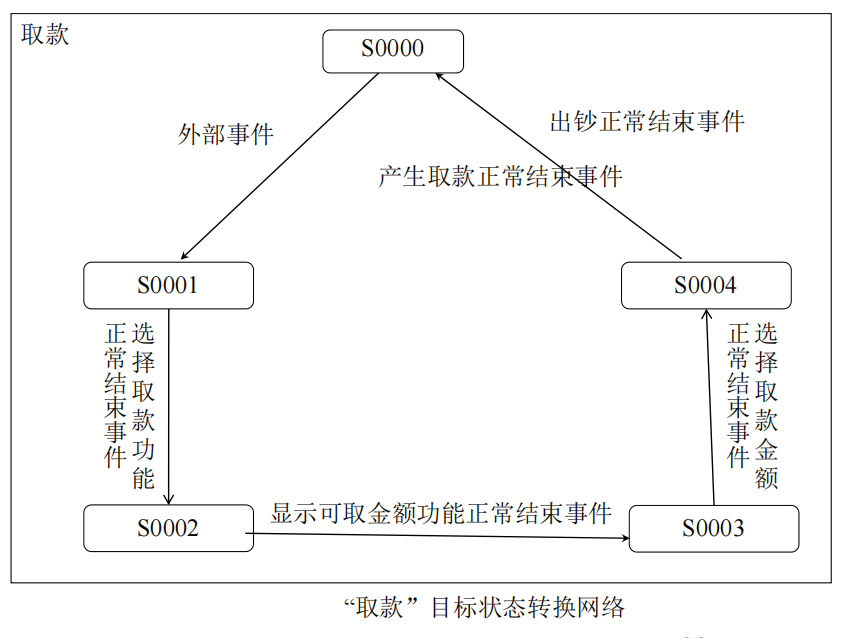 取款
S0000
外部事件
出钞正常结束事件
产生取款正常结束事件
S0001
S0004
选择取款功能
正常结束事件
选择取款金额
正常结束事件
S0002
显示可取金额功能正常结束事件
S0003
“取款”目标状态转换网络